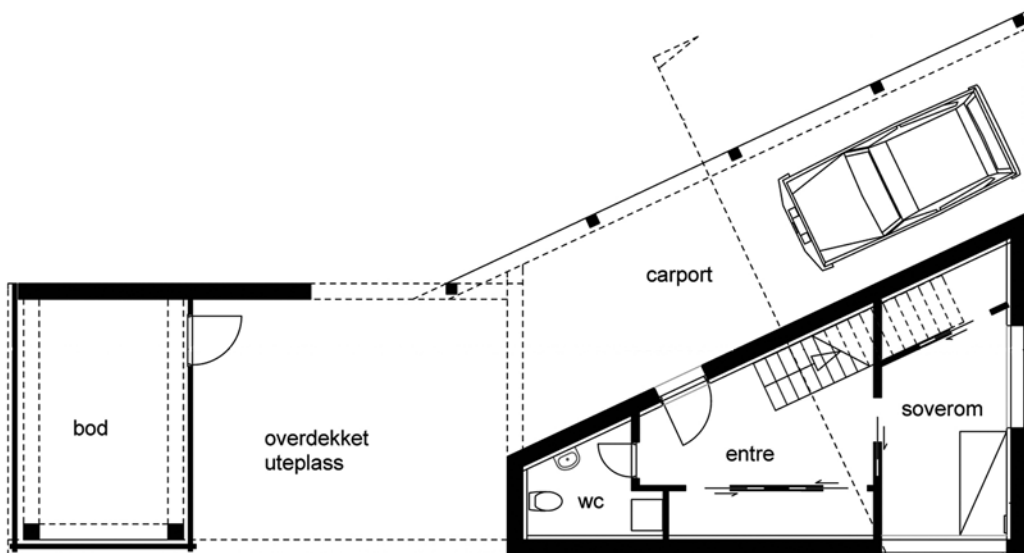 carport
soverom
bod
overdekket
uteplass
entre
wc